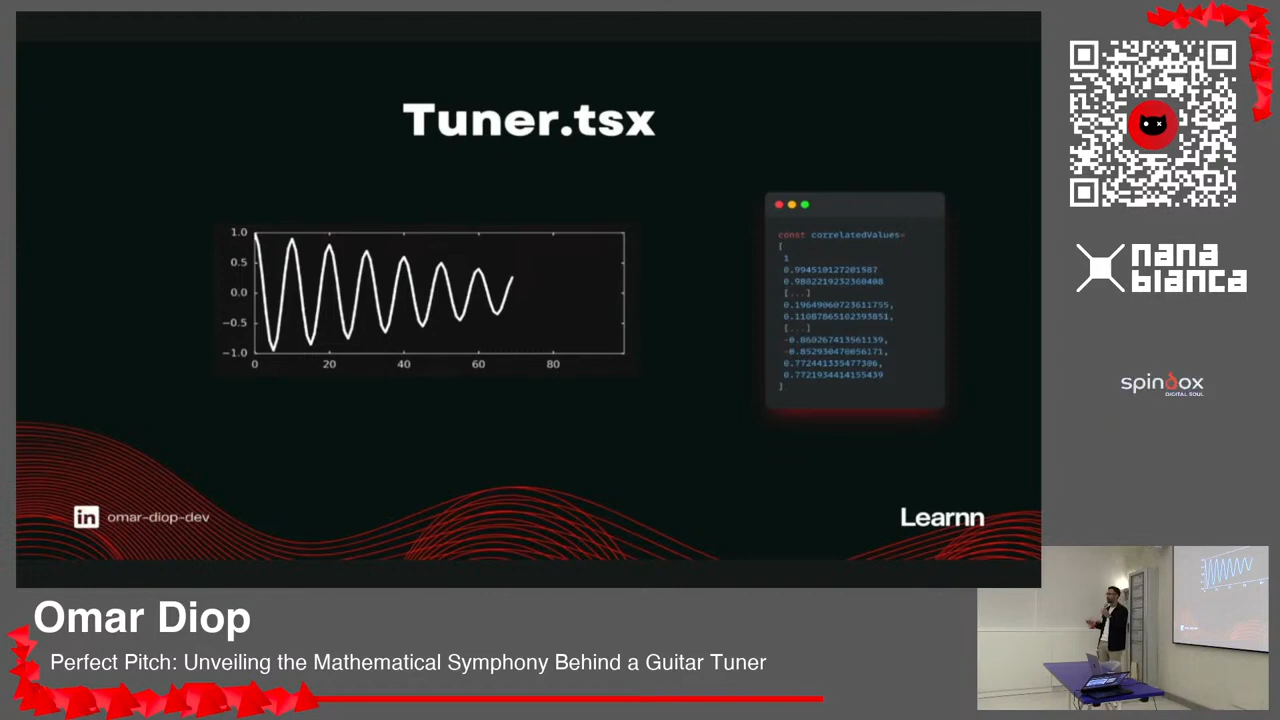 Tuner.tsx
1.0
0.5
0.0
−0.5
−1.0
0 20 40 60 80
const correlatedValues=
[
1
0.994510127201587
0.9802219232360408
[...]
0.19649060723611755,
0.11087865102393851,
[...]
-0.860267413561139,
-0.852930470056171,
0.772441335477306,
0.7721934414155439
]
in omar-diop-dev
Learnn
nana
bianca
spindox
DIGITAL SOUL
Omar Diop
Perfect Pitch: Unveiling the Mathematical Symphony Behind a Guitar Tuner